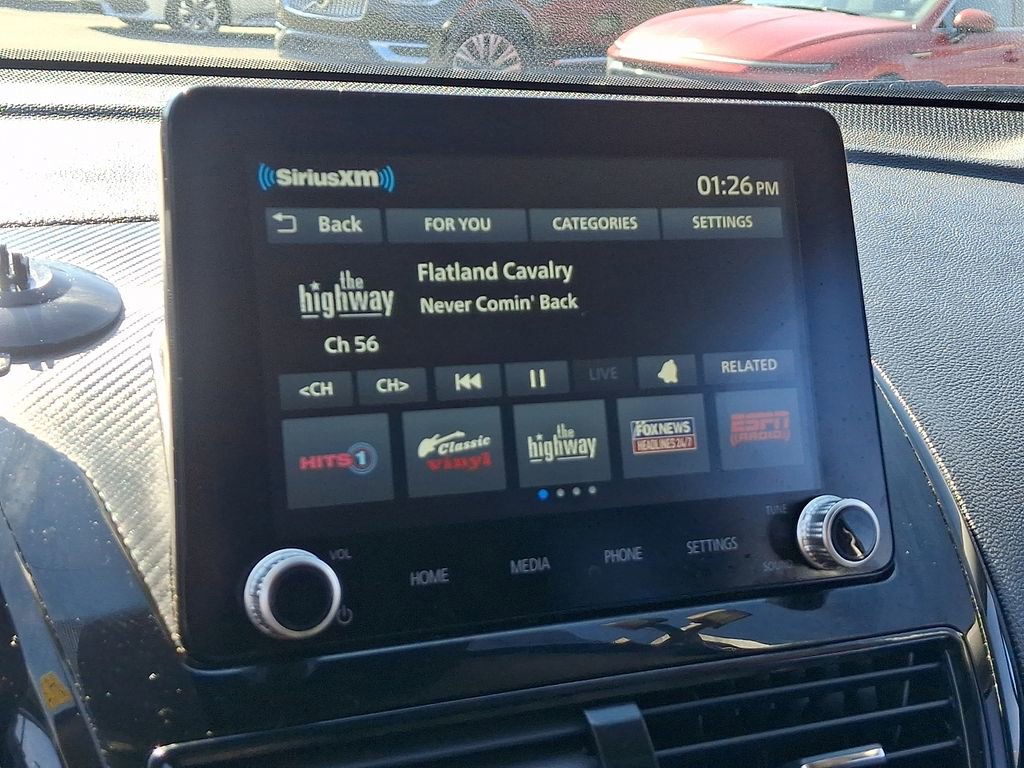 SiriusXM
01:26 PM
Back FOR YOU CATEGORIES SETTINGS
the highway
Flatland Cavalry
Never Comin' Back
Ch 56
<CH CH> LIVE RELATED
HITS 1
Classic vinyl
the highway
FOX NEWS
HEADLINES 24/7
ESPN
RADIO
VOL
HOME MEDIA PHONE SETTINGS
TUNE
SOUND